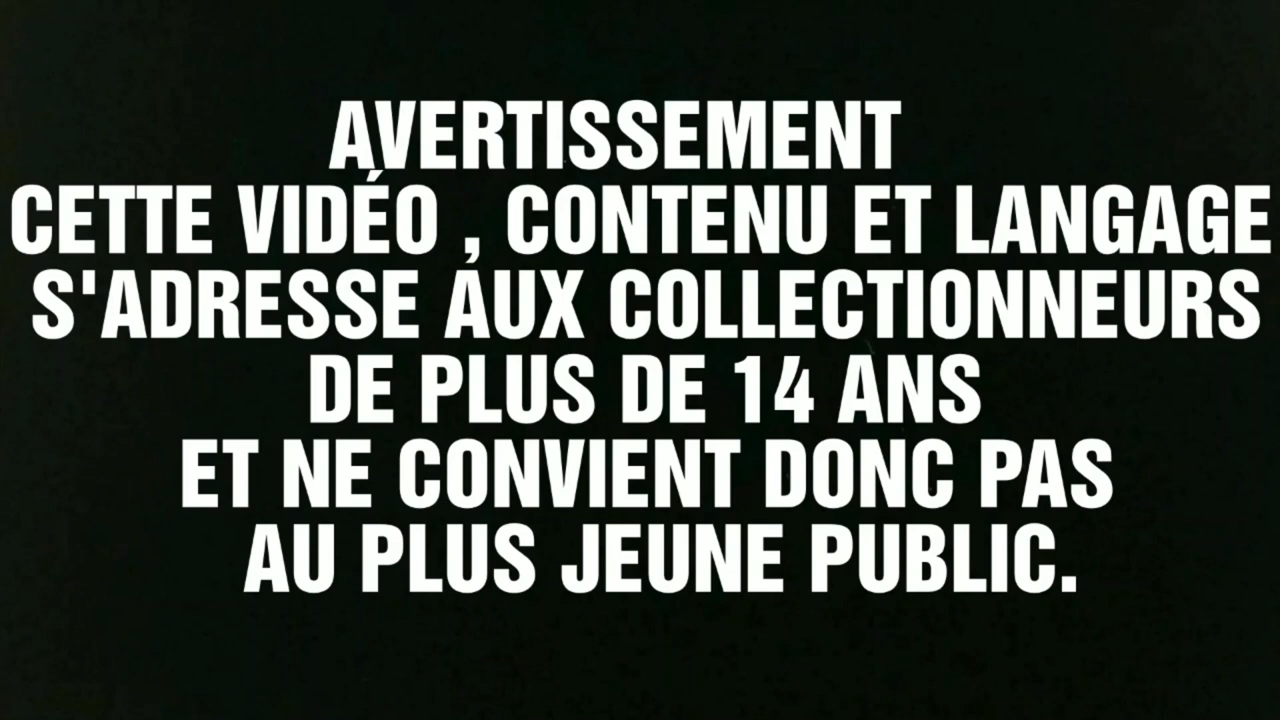 AVERTISSEMENT
CETTE VIDÉO , CONTENU ET LANGAGE
S'ADRESSE AUX COLLECTIONNEURS
DE PLUS DE 14 ANS
ET NE CONVIENT DONC PAS
AU PLUS JEUNE PUBLIC.